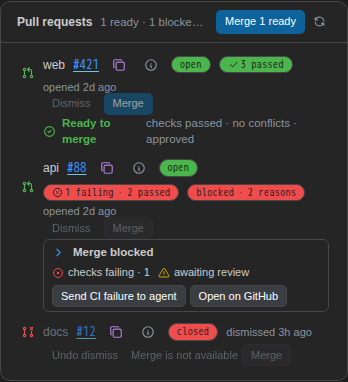 Pull requests 1 ready · 1 blocke… Merge 1 ready
web #421 open 3 passed
opened 2d ago
Dismiss Merge
Ready to merge checks passed · no conflicts · approved
api #88 open
1 failing · 2 passed blocked · 2 reasons
opened 2d ago
Dismiss Merge
Merge blocked
checks failing · 1 awaiting review
Send CI failure to agent Open on GitHub
docs #12 closed dismissed 3h ago
Undo dismiss Merge is not available Merge